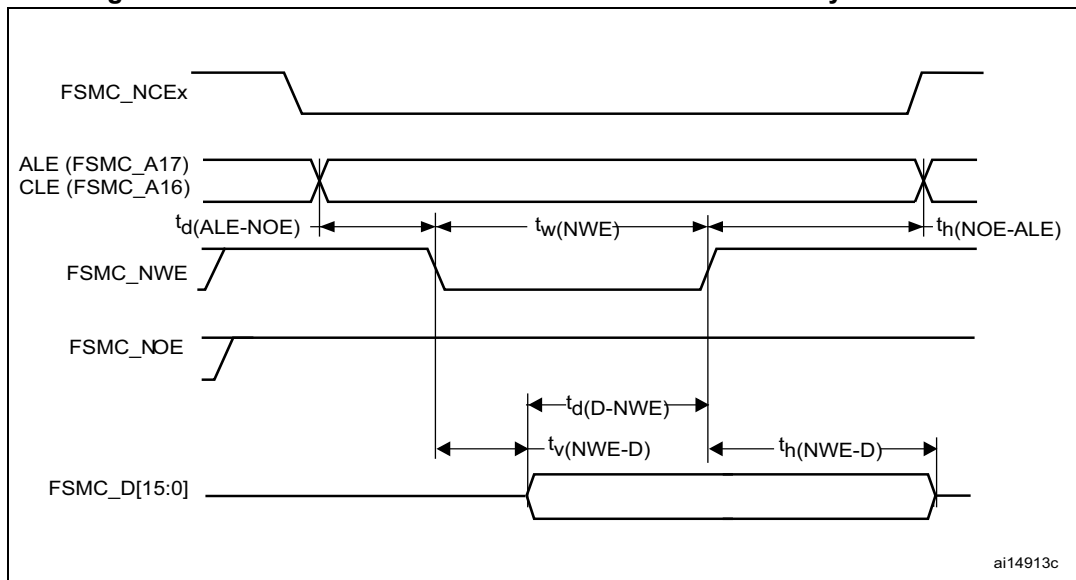 FSMC_NCEx
ALE (FSMC_A17)
CLE (FSMC_A16)
td(ALE-NOE)
tw(NWE)
th(NOE-ALE)
FSMC_NWE
FSMC_NOE
td(D-NWE)
tv(NWE-D)
th(NWE-D)
FSMC_D[15:0]
ai14913c